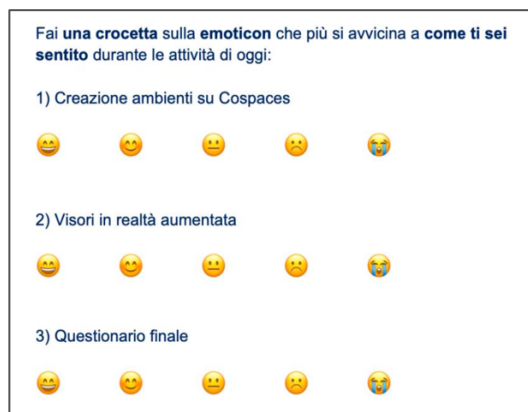 Fai una crocetta sulla emoticon che più si avvicina a come ti sei
sentito durante le attività di oggi:
1) Creazione ambienti su Cospaces
2) Visori in realtà aumentata
3) Questionario finale